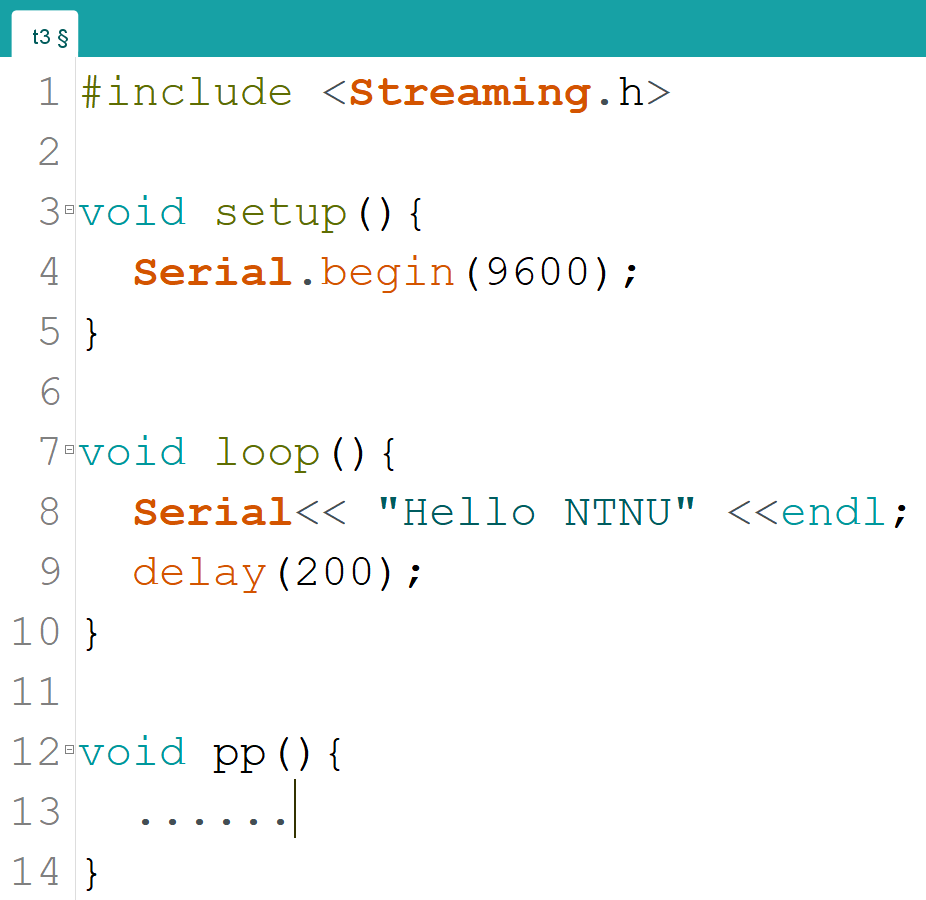 t3 §
1 #include <Streaming.h>
2
3 void setup(){
4   Serial.begin(9600);
5 }
6
7 void loop(){
8   Serial<< "Hello NTNU" <<endl;
9   delay(200);
10 }
11
12 void pp(){
13   ......
14 }